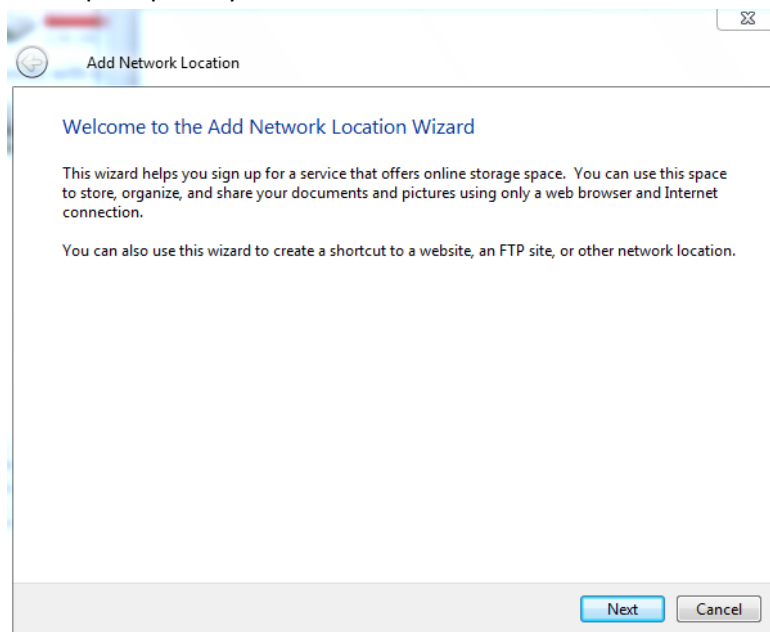 Add Network Location
Welcome to the Add Network Location Wizard
This wizard helps you sign up for a service that offers online storage space.  You can use this space
to store, organize, and share your documents and pictures using only a web browser and Internet
connection.
You can also use this wizard to create a shortcut to a website, an FTP site, or other network location.
Next
Cancel